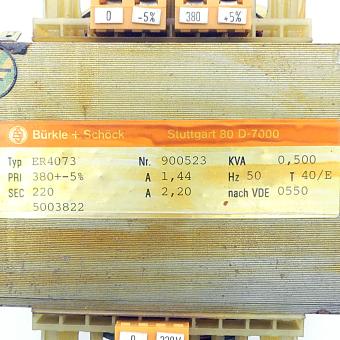 0 -5% 380 +5%
Bürkle + Schöck Stuttgart 80 D-7000
Typ ER4073 Nr. 900523 KVA 0,500
PRI 380+-5% A 1,44 Hz 50 T 40/E
SEC 220 A 2,20 nach VDE 0550
5003822
0 220V